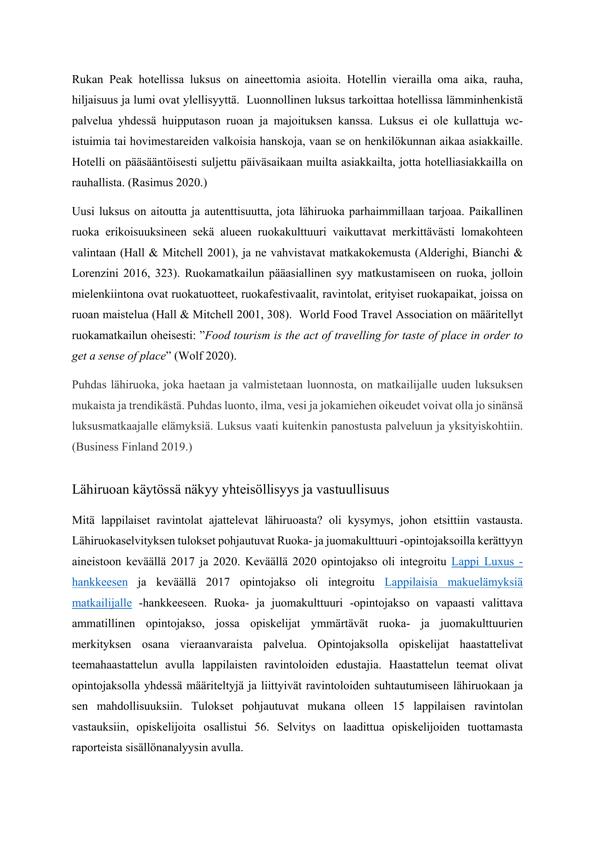 Rukan Peak hotellissa luksus on aineettomia asioita. Hotellin vierailla oma aika, rauha,
hiljaisuus ja lumi ovat ylellisyyttä. Luonnollinen luksus tarkoittaa hotellissa lämminhenkistä
palvelua yhdessä huipputason ruoan ja majoituksen kanssa. Luksus ei ole kullattuja wc-
istuimia tai hovimestareiden valkoisia hanskoja, vaan se on henkilökunnan aikaa asiakkaille.
Hotelli on pääsääntöisesti suljettu päiväsaikaan muilta asiakkailta, jotta hotelliasiakkailla on
rauhallista. (Rasimus 2020.)
Uusi luksus on aitoutta ja autenttisuutta, jota lähiruoka parhaimmillaan tarjoaa. Paikallinen
ruoka erikoisuuksineen sekä alueen ruokakulttuuri vaikuttavat merkittävästi lomakohteen
valintaan (Hall & Mitchell 2001), ja ne vahvistavat matkakokemusta (Alderighi, Bianchi &
Lorenzini 2016, 323). Ruokamatkailun pääasiallinen syy matkustamiseen on ruoka, jolloin
mielenkiintona ovat ruokatuotteet, ruokafestivaalit, ravintolat, erityiset ruokapaikat, joissa on
ruoan maistelua (Hall & Mitchell 2001, 308). World Food Travel Association on määritellyt
ruokamatkailun oheisesti: ”Food tourism is the act of travelling for taste of place in order to
get a sense of place” (Wolf 2020).
Puhdas lähiruoka, joka haetaan ja valmistetaan luonnosta, on matkailijalle uuden luksuksen
mukaista ja trendikästä. Puhdas luonto, ilma, vesi ja jokamiehen oikeudet voivat olla jo sinänsä
luksusmatkaajalle elämyksiä. Luksus vaati kuitenkin panostusta palveluun ja yksityiskohtiin.
(Business Finland 2019.)
Lähiruoan käytössä näkyy yhteisöllisyys ja vastuullisuus
Mitä lappilaiset ravintolat ajattelevat lähiruoasta? oli kysymys, johon etsittiin vastausta.
Lähiruokaselvityksen tulokset pohjautuvat Ruoka- ja juomakulttuuri -opintojaksoilla kerättyyn
aineistoon keväällä 2017 ja 2020. Keväällä 2020 opintojakso oli integroitu Lappi Luxus -
hankkeesen ja keväällä 2017 opintojakso oli integroitu Lappilaisia makuelämyksiä
matkailijalle -hankkeeseen. Ruoka- ja juomakulttuuri -opintojakso on vapaasti valittava
ammatillinen opintojakso, jossa opiskelijat ymmärtävät ruoka- ja juomakulttuurien
merkityksen osana vieraanvaraista palvelua. Opintojaksolla opiskelijat haastattelivat
teemahaastattelun avulla lappilaisten ravintoloiden edustajia. Haastattelun teemat olivat
opintojaksolla yhdessä määriteltyjä ja liittyivät ravintoloiden suhtautumiseen lähiruokaan ja
sen mahdollisuuksiin. Tulokset pohjautuvat mukana olleen 15 lappilaisen ravintolan
vastauksiin, opiskelijoita osallistui 56. Selvitys on laadittua opiskelijoiden tuottamasta
raporteista sisällönanalyysin avulla.